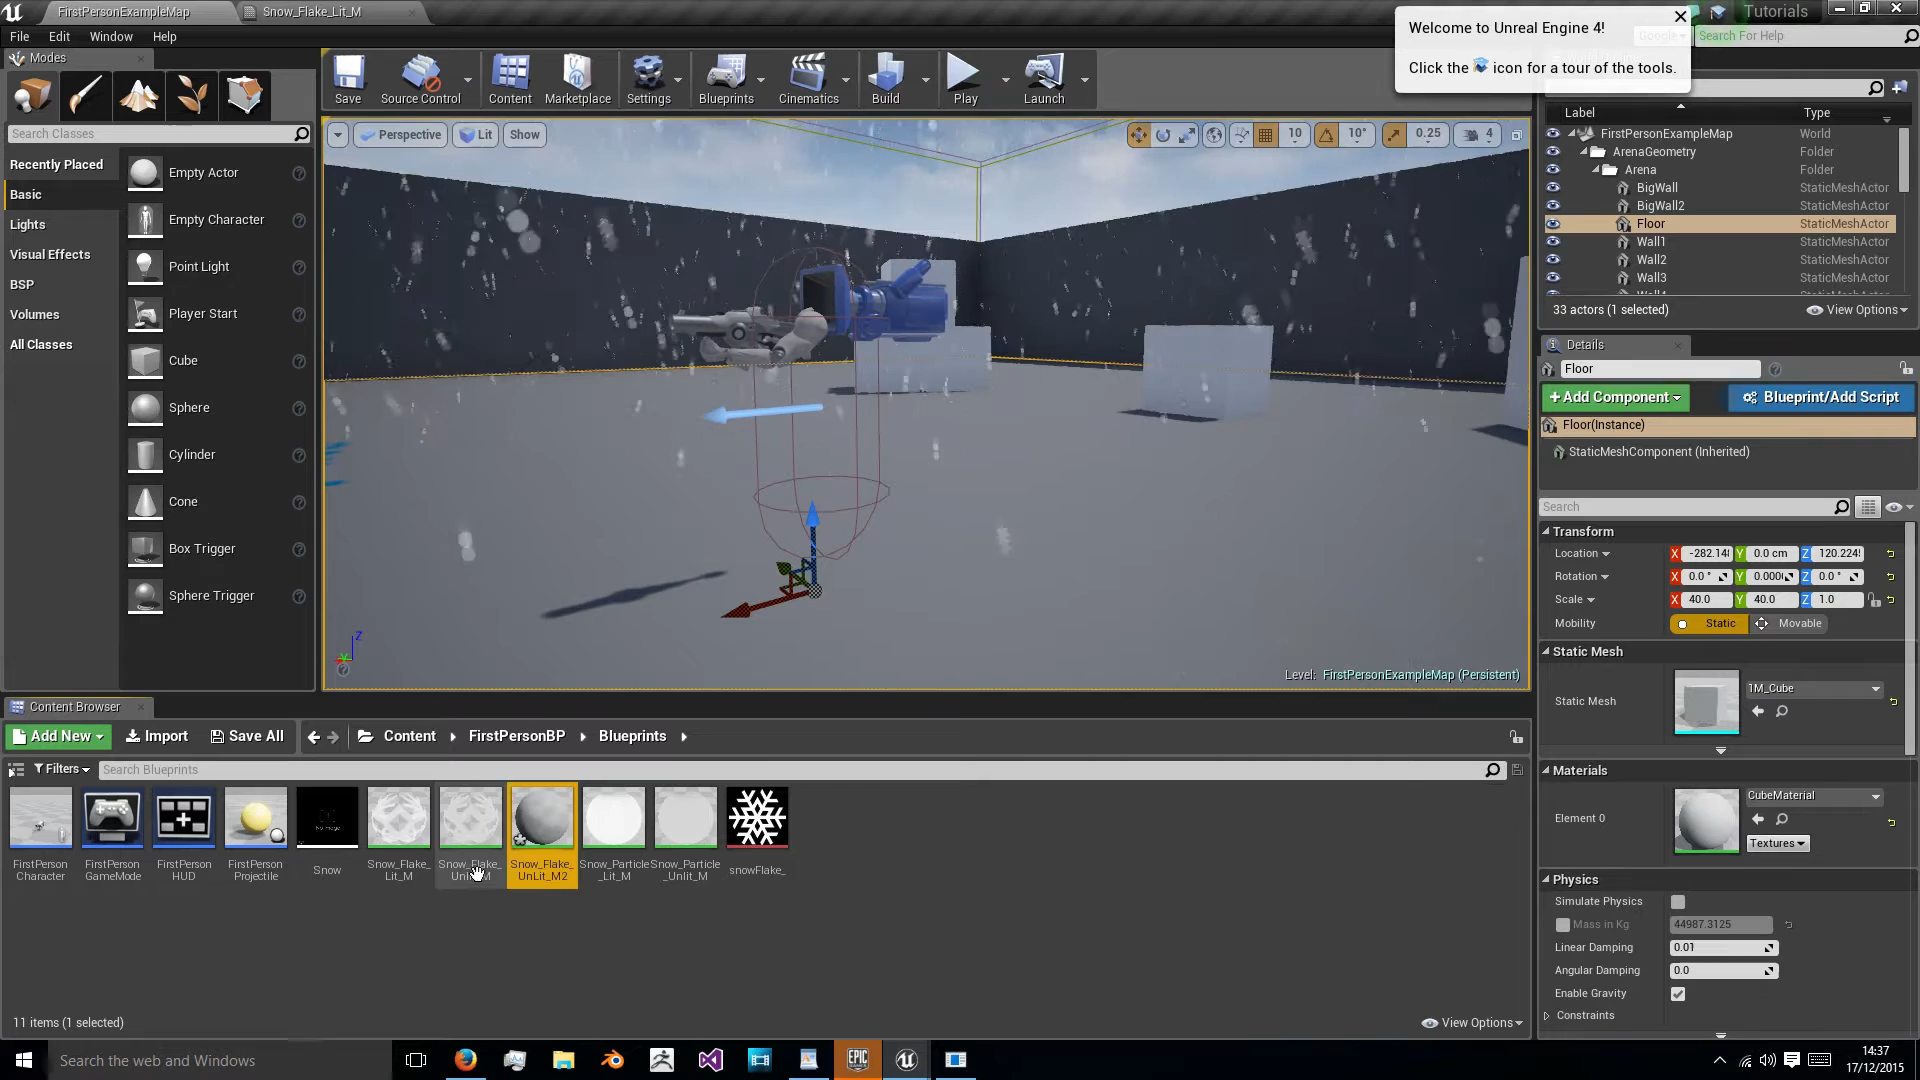 FirstPersonExampleMap
Snow_Flake_Lit_M
Tutorials
File Edit Window Help
Search For Help
Welcome to Unreal Engine 4!
Click the icon for a tour of the tools.
Modes
Search Classes
Recently Placed
Basic
Lights
Visual Effects
BSP
Volumes
All Classes
Empty Actor
Empty Character
Point Light
Player Start
Cube
Sphere
Cylinder
Cone
Box Trigger
Sphere Trigger
Save
Source Control
Content
Marketplace
Settings
Blueprints
Cinematics
Build
Play
Launch
Perspective
Lit
Show
10
10°
0.25
4
Z
Level: FirstPersonExampleMap (Persistent)
Label Type
FirstPersonExampleMap World
ArenaGeometry Folder
Arena Folder
BigWall StaticMeshActor
BigWall2 StaticMeshActor
Floor StaticMeshActor
Wall1 StaticMeshActor
Wall2 StaticMeshActor
Wall3 StaticMeshActor
33 actors (1 selected)
View Options
Details
Floor
+Add Component
Blueprint/Add Script
Floor(Instance)
StaticMeshComponent (Inherited)
Search
Transform
Location X -282.14 Y 0.0 cm Z 120.224
Rotation X 0.0 ° Y 0.000 Z 0.0 °
Scale X 40.0 Y 40.0 Z 1.0
Mobility Static Movable
Static Mesh
Static Mesh
1M_Cube
Materials
Element 0
CubeMaterial
Textures
Physics
Simulate Physics
Mass in Kg 44987.3125
Linear Damping 0.01
Angular Damping 0.0
Enable Gravity
Constraints
Content Browser
Add New
Import
Save All
Content
FirstPersonBP
Blueprints
Filters
Search Blueprints
FirstPerson
Character
FirstPerson
GameMode
FirstPerson
HUD
FirstPerson
Projectile
Snow
Snow_Flake_
Lit_M
Snow_Flake_
Snow_Flake_
UnLit_M2
Snow_Particle
_Lit_M
Snow_Particle
_Unlit_M
snowFlake_
11 items (1 selected)
View Options
Search the web and Windows
EPIC
14:37
17/12/2015